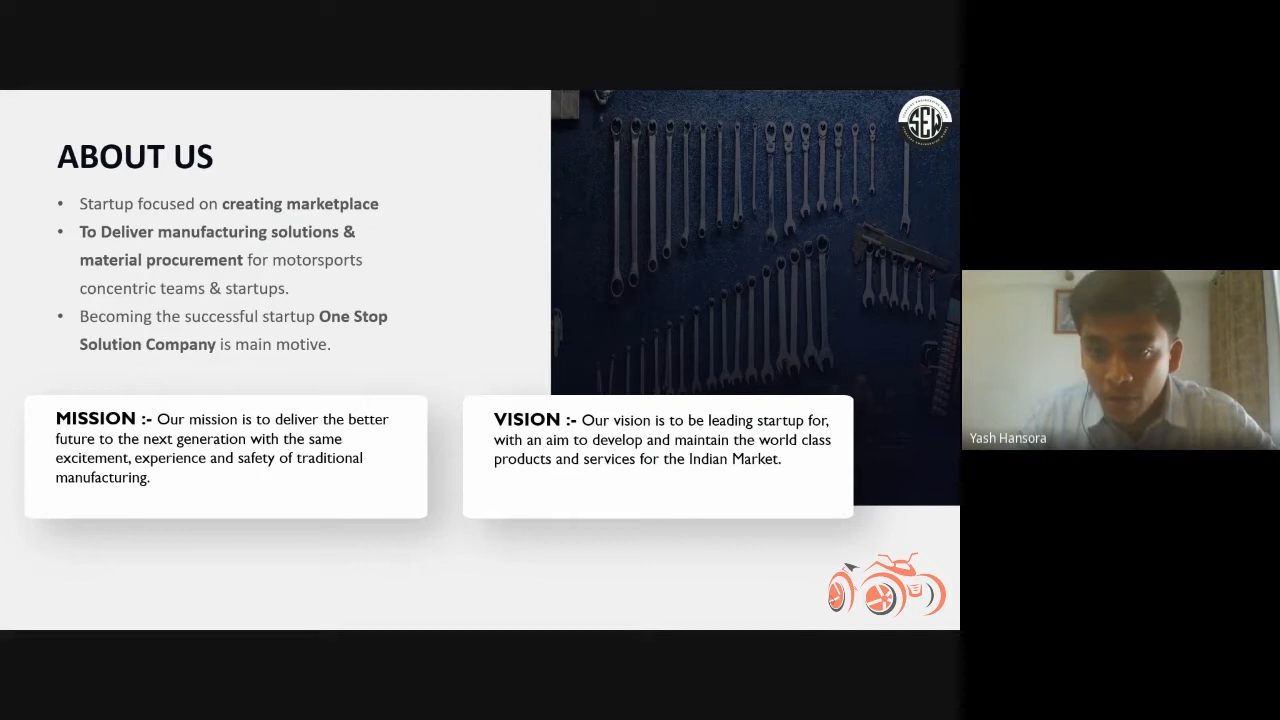 ABOUT US
• Startup focused on creating marketplace
• To Deliver manufacturing solutions &
material procurement for motorsports
concentric teams & startups.
• Becoming the successful startup One Stop
Solution Company is main motive.
MISSION :- Our mission is to deliver the better
future to the next generation with the same
excitement, experience and safety of traditional
manufacturing.
VISION :- Our vision is to be leading startup for,
with an aim to develop and maintain the world class
products and services for the Indian Market.
SEW
Yash Hansora